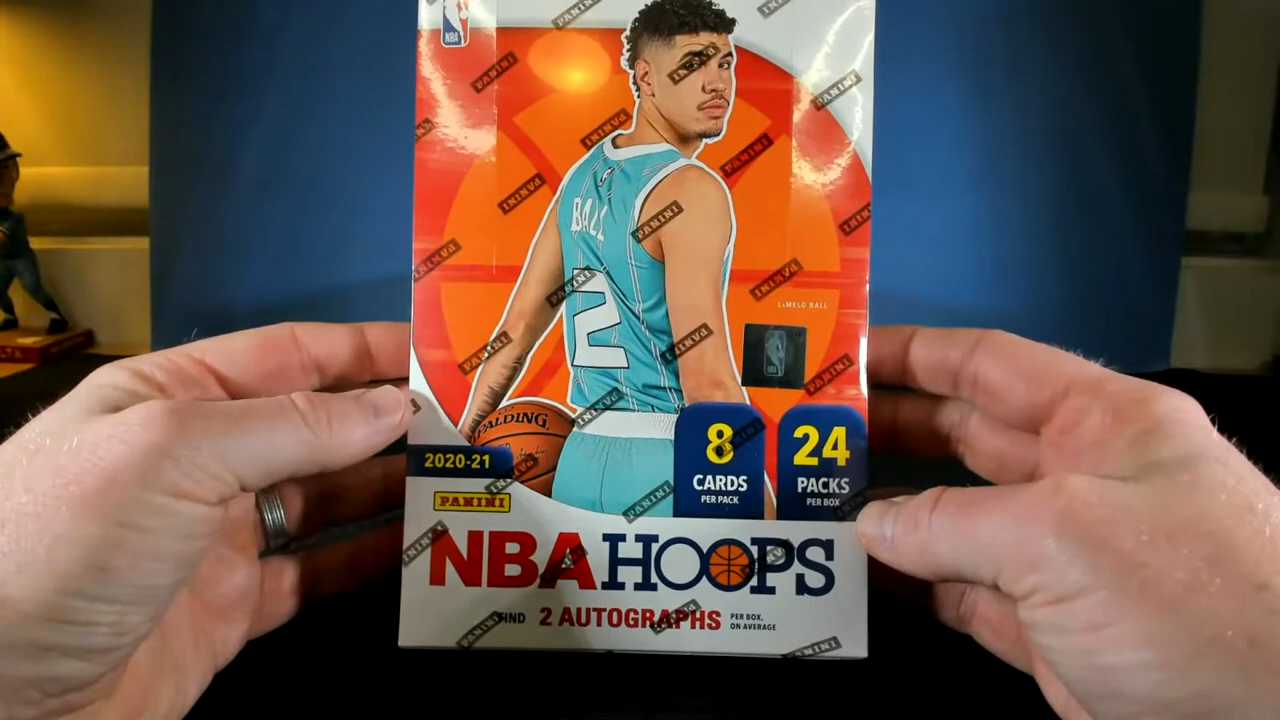 NBA
PANINI
BALL
2
LaMELO BALL
SPALDING
2020-21
PANINI
8
CARDS
PER PACK
24
PACKS
PER BOX
NBA HOOPS
FIND 2 AUTOGRAPHS PER BOX,
ON AVERAGE